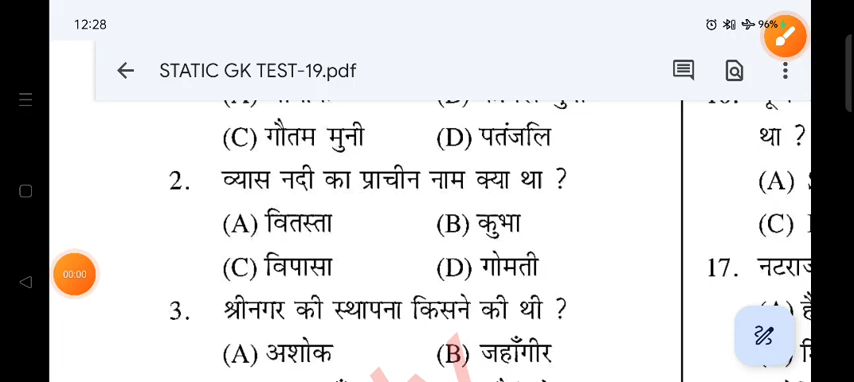 12:28
96%
STATIC GK TEST-19.pdf
(C) गौतम मुनी (D) पतंजलि
था ?
2. व्यास नदी का प्राचीन नाम क्या था ?
(A)
(A) वितस्ता (B) कुभा
(C)
(C) विपासा (D) गोमती
17. नटराज
00:00
3. श्रीनगर की स्थापना किसने की थी ?
(A) अशोक (B) जहाँगीर